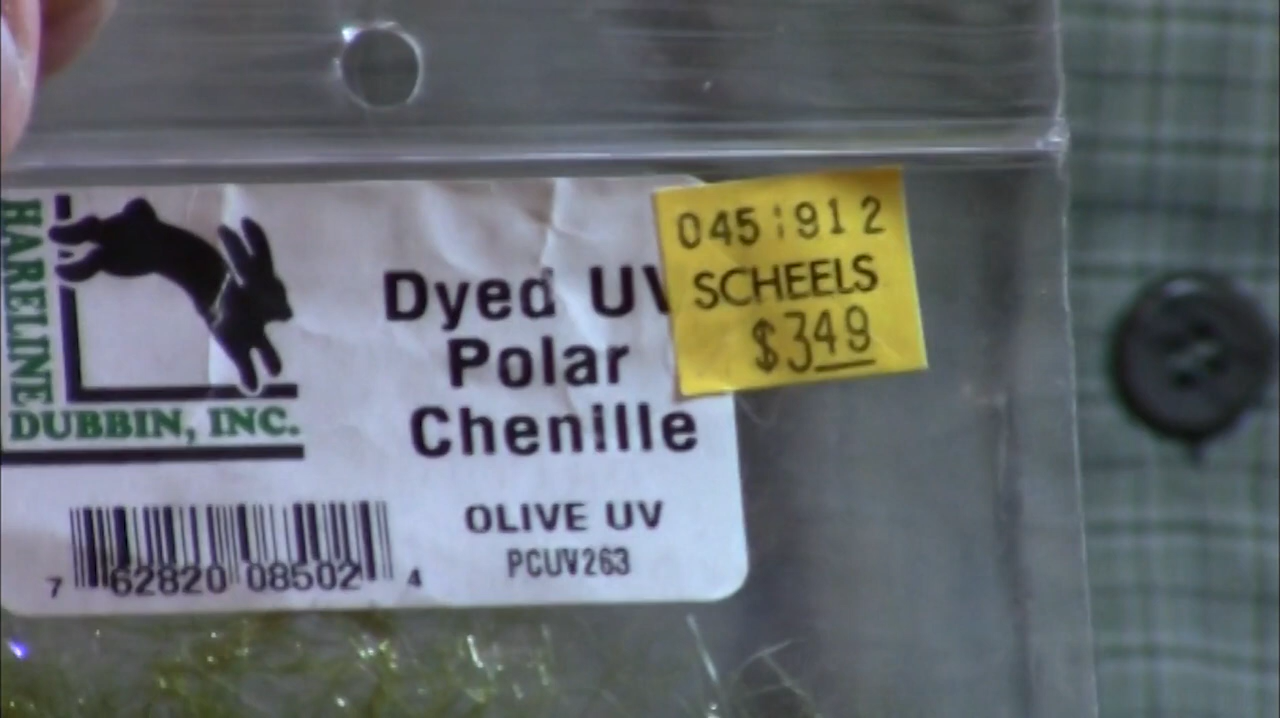 HARELINE
DUBBIN, INC.
Dyed UV
Polar
Chenille
OLIVE UV
PCUV263
7 62820 08502 4
045:912
SCHEELS
$349